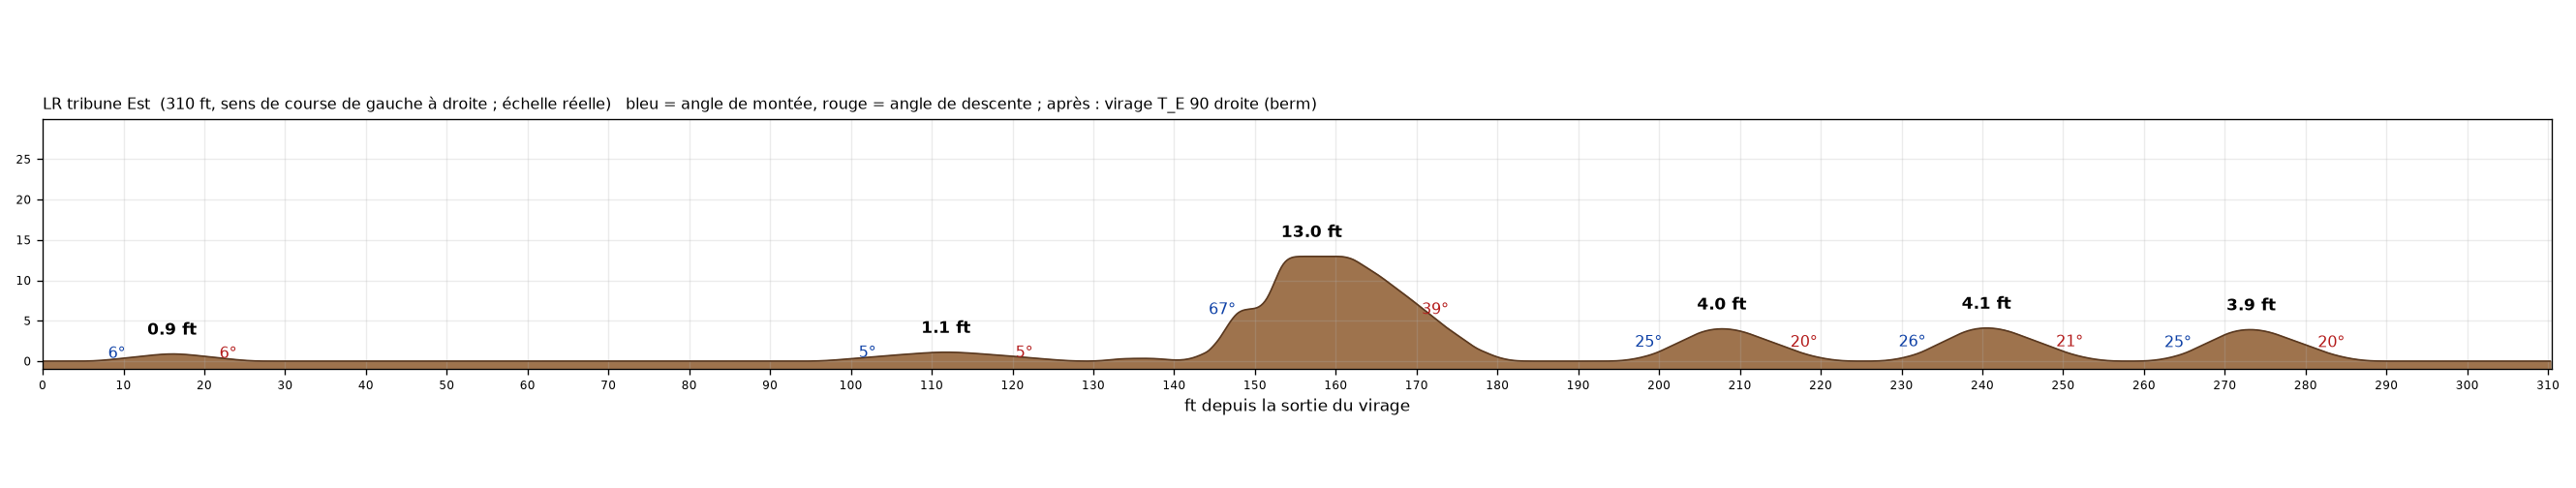 LR tribune Est  (310 ft, sens de course de gauche à droite ; échelle réelle)   bleu = angle de montée, rouge = angle de descente ; après : virage T_E 90 droite (berm)
25
20
15
10
5
0
13.0 ft
67°
39°
0.9 ft
6°
6°
1.1 ft
5°
5°
4.0 ft
25°
20°
4.1 ft
26°
21°
3.9 ft
25°
20°
0 10 20 30 40 50 60 70 80 90 100 110 120 130 140 150 160 170 180 190 200 210 220 230 240 250 260 270 280 290 300 310
ft depuis la sortie du virage